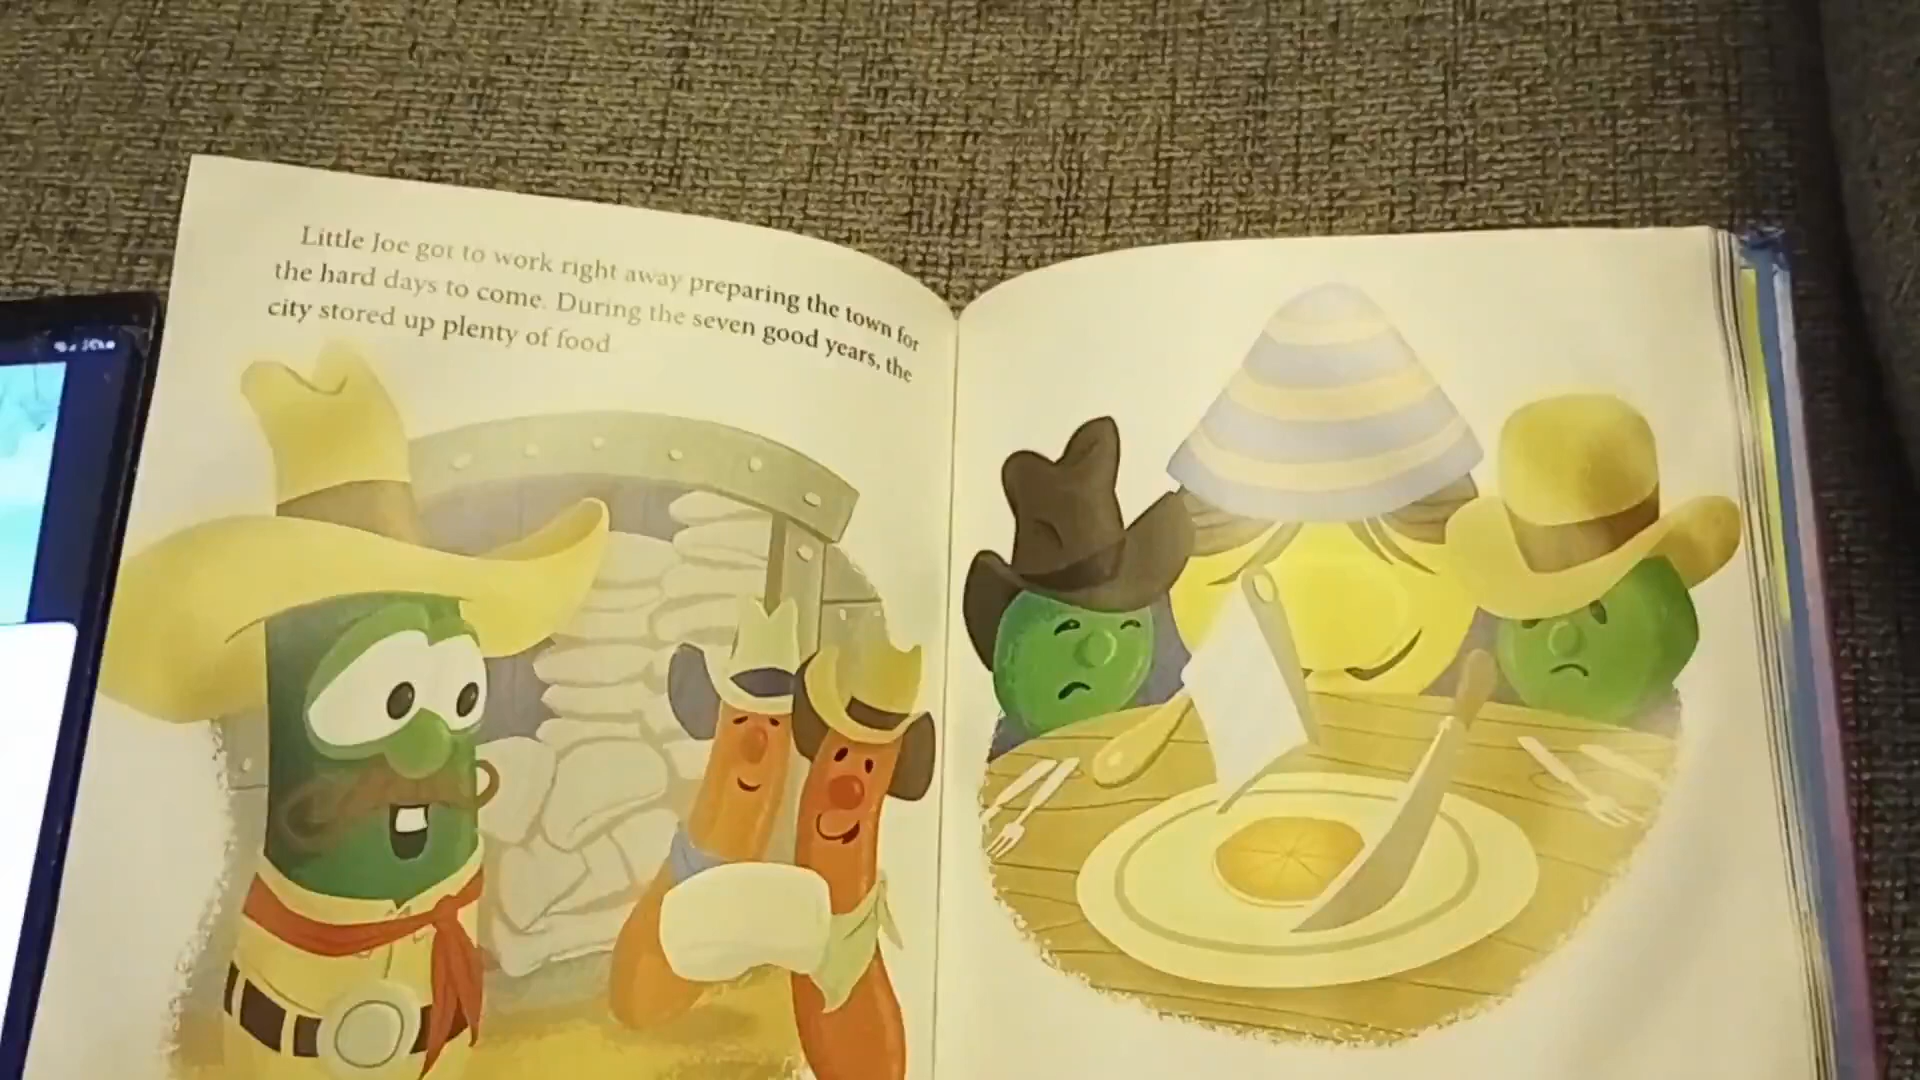 Little Joe got to work right away preparing the town for
the hard days to come. During the seven good years, the
city stored up plenty of food